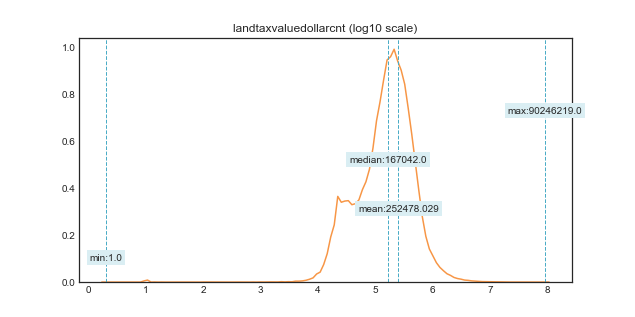 landtaxvaluedollarcnt (log10 scale)
1.0
max:90246219.0
0.8
0.6
median:167042.0
0.4
mean:252478.029
0.2
min:1.0
0.0
0 1 2 3 4 5 6 7 8